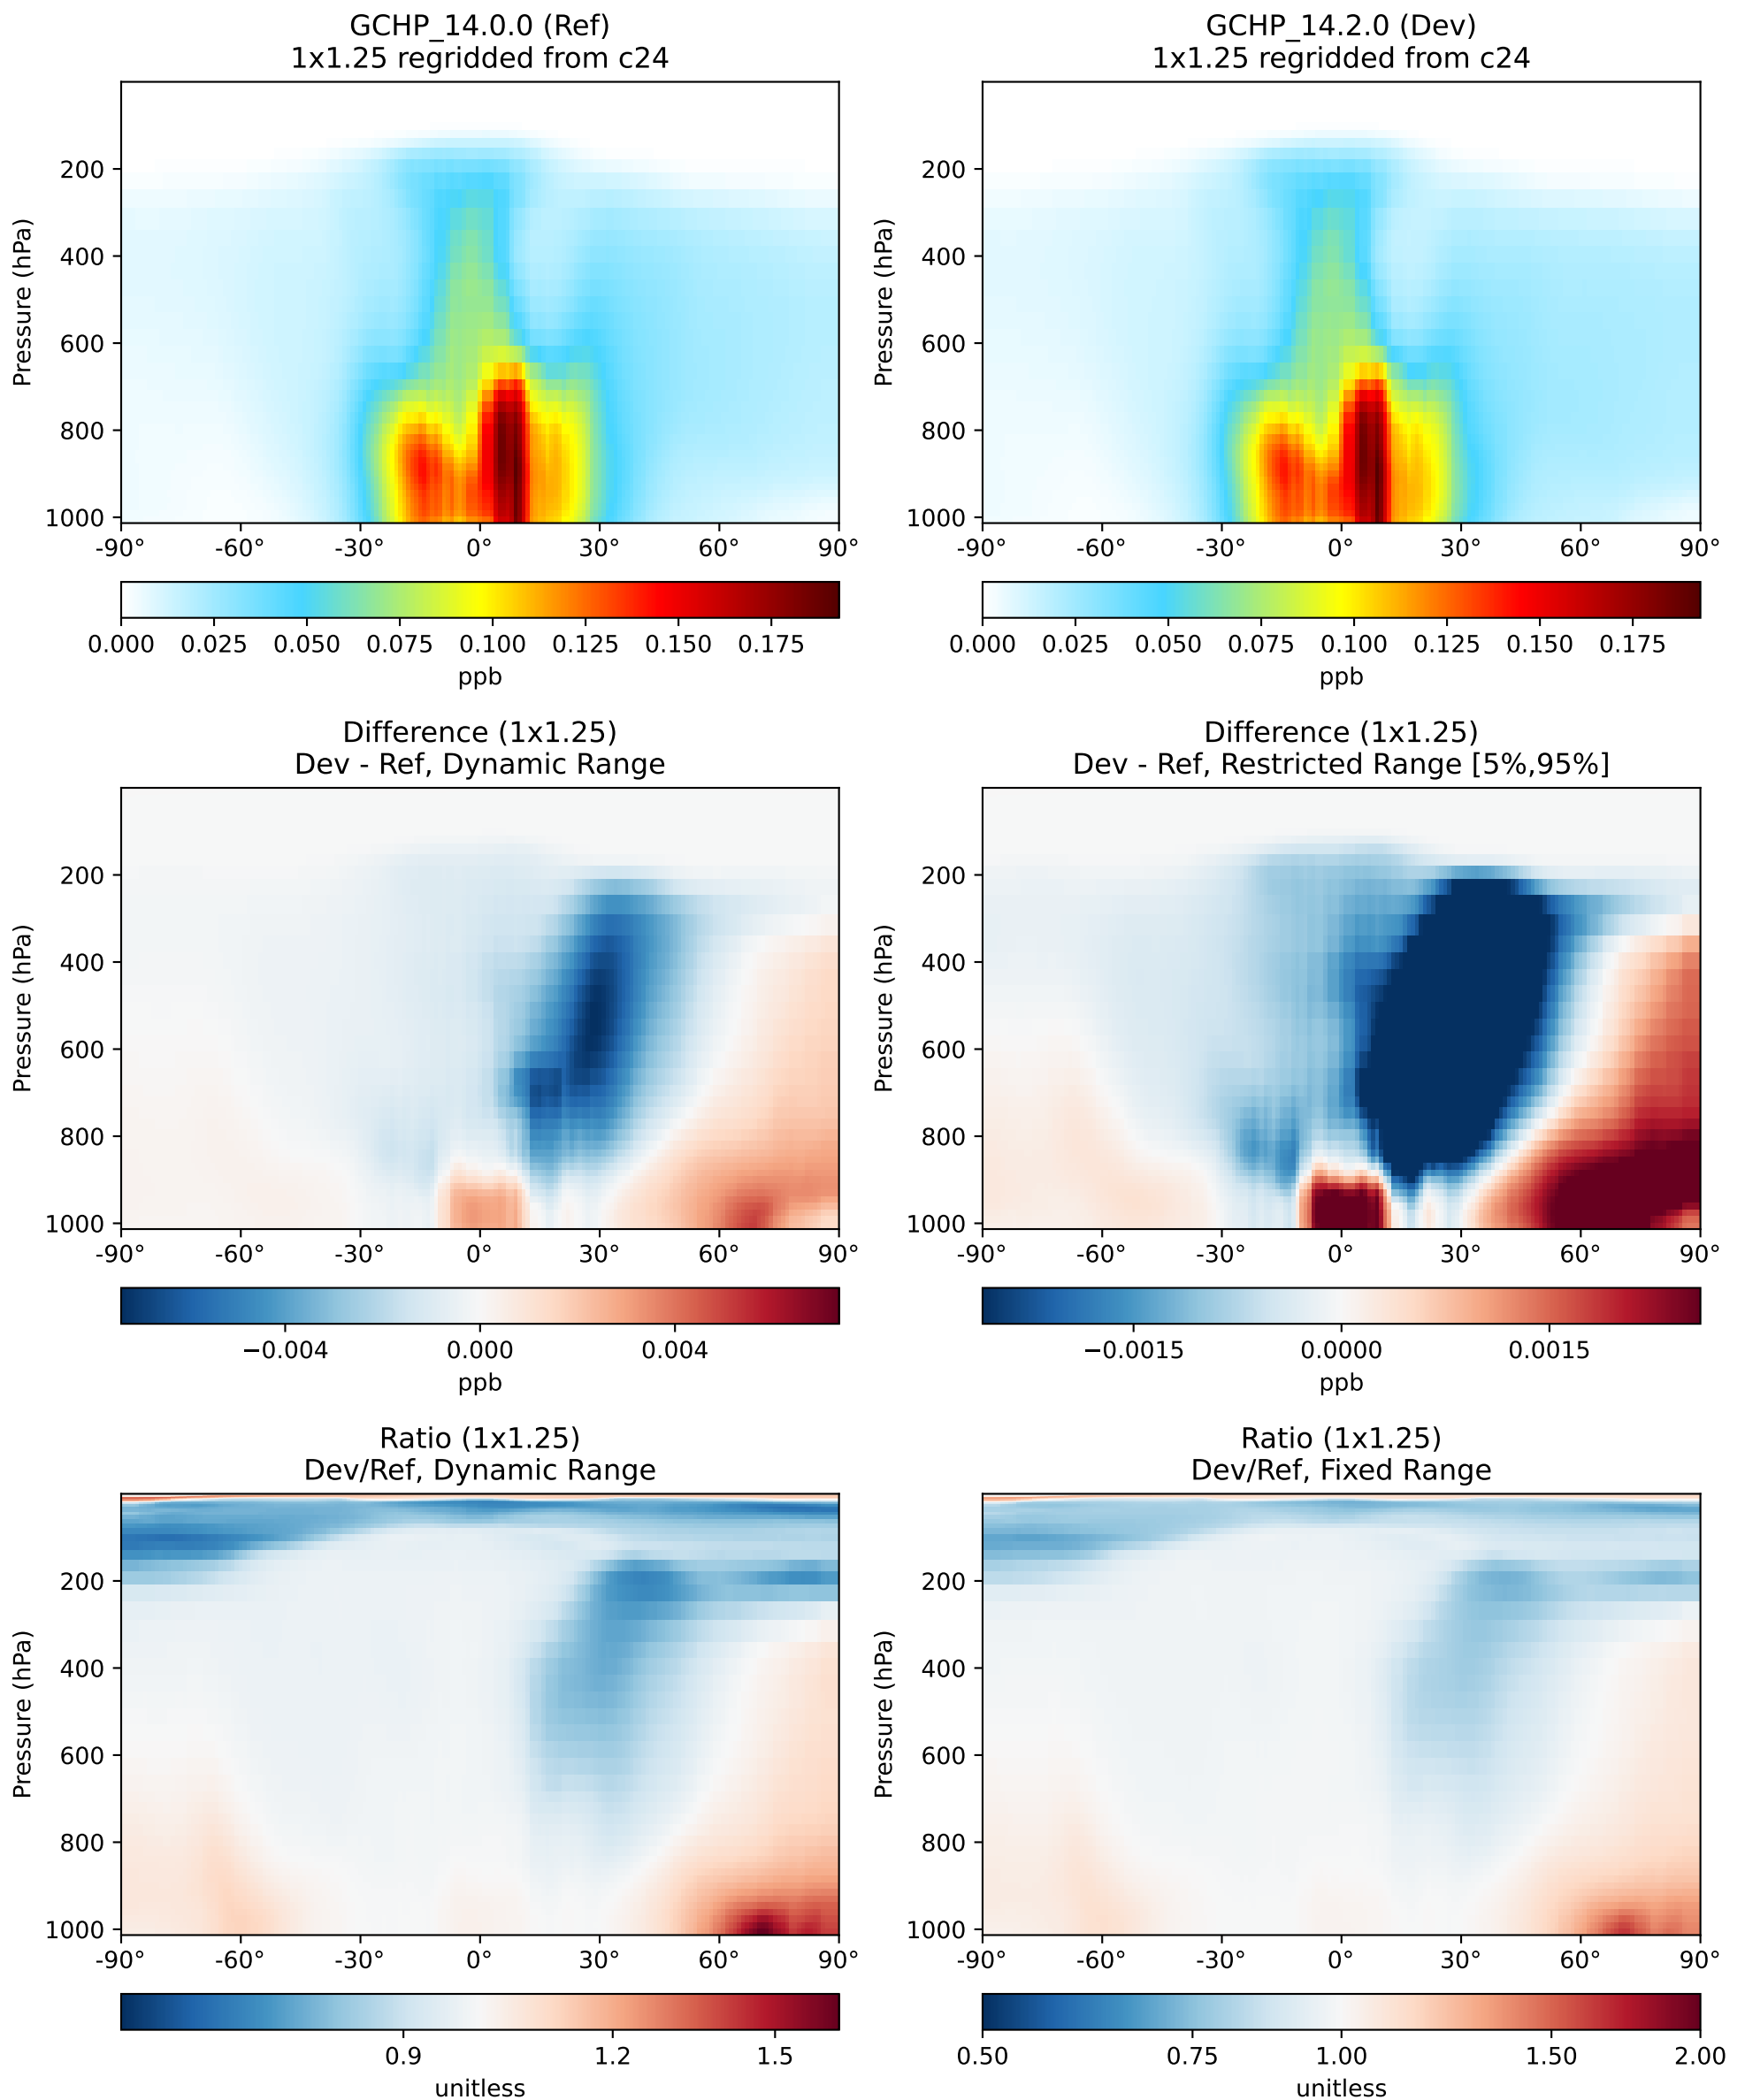 GCHP_14.0.0 (Ref)
1x1.25 regridded from c24
Pressure (hPa)
200
400
600
800
1000
-90° -60° -30° 0° 30° 60° 90°
0.000 0.025 0.050 0.075 0.100 0.125 0.150 0.175
ppb
GCHP_14.2.0 (Dev)
1x1.25 regridded from c24
Pressure (hPa)
200
400
600
800
1000
-90° -60° -30° 0° 30° 60° 90°
0.000 0.025 0.050 0.075 0.100 0.125 0.150 0.175
ppb
Difference (1x1.25)
Dev - Ref, Dynamic Range
Pressure (hPa)
200
400
600
800
1000
-90° -60° -30° 0° 30° 60° 90°
−0.004 0.000 0.004
ppb
Difference (1x1.25)
Dev - Ref, Restricted Range [5%,95%]
Pressure (hPa)
200
400
600
800
1000
-90° -60° -30° 0° 30° 60° 90°
−0.0015 0.0000 0.0015
ppb
Ratio (1x1.25)
Dev/Ref, Dynamic Range
Pressure (hPa)
200
400
600
800
1000
-90° -60° -30° 0° 30° 60° 90°
0.9 1.2 1.5
unitless
Ratio (1x1.25)
Dev/Ref, Fixed Range
Pressure (hPa)
200
400
600
800
1000
-90° -60° -30° 0° 30° 60° 90°
0.50 0.75 1.00 1.50 2.00
unitless